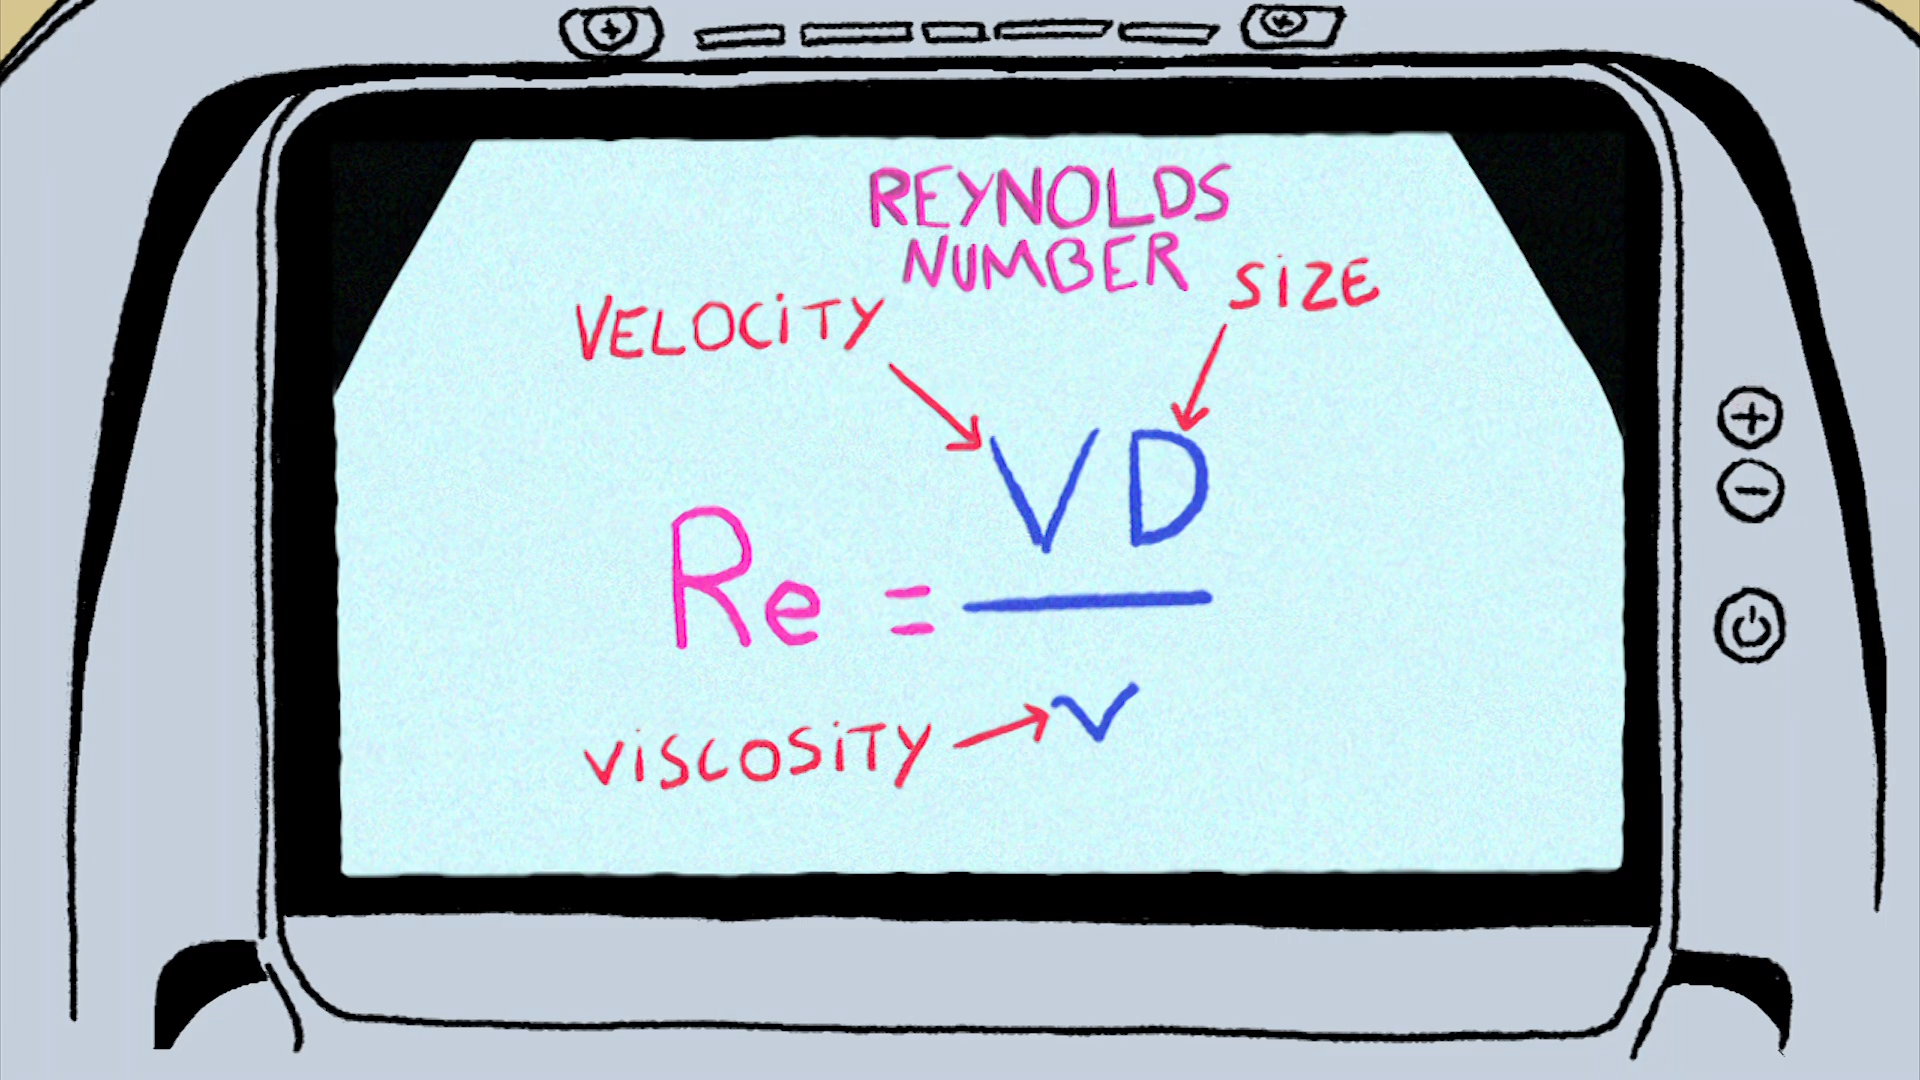 REYNOLDS
NUMBER
VELOCITY
SIZE
VD
Re =
VISCOSITY
ν